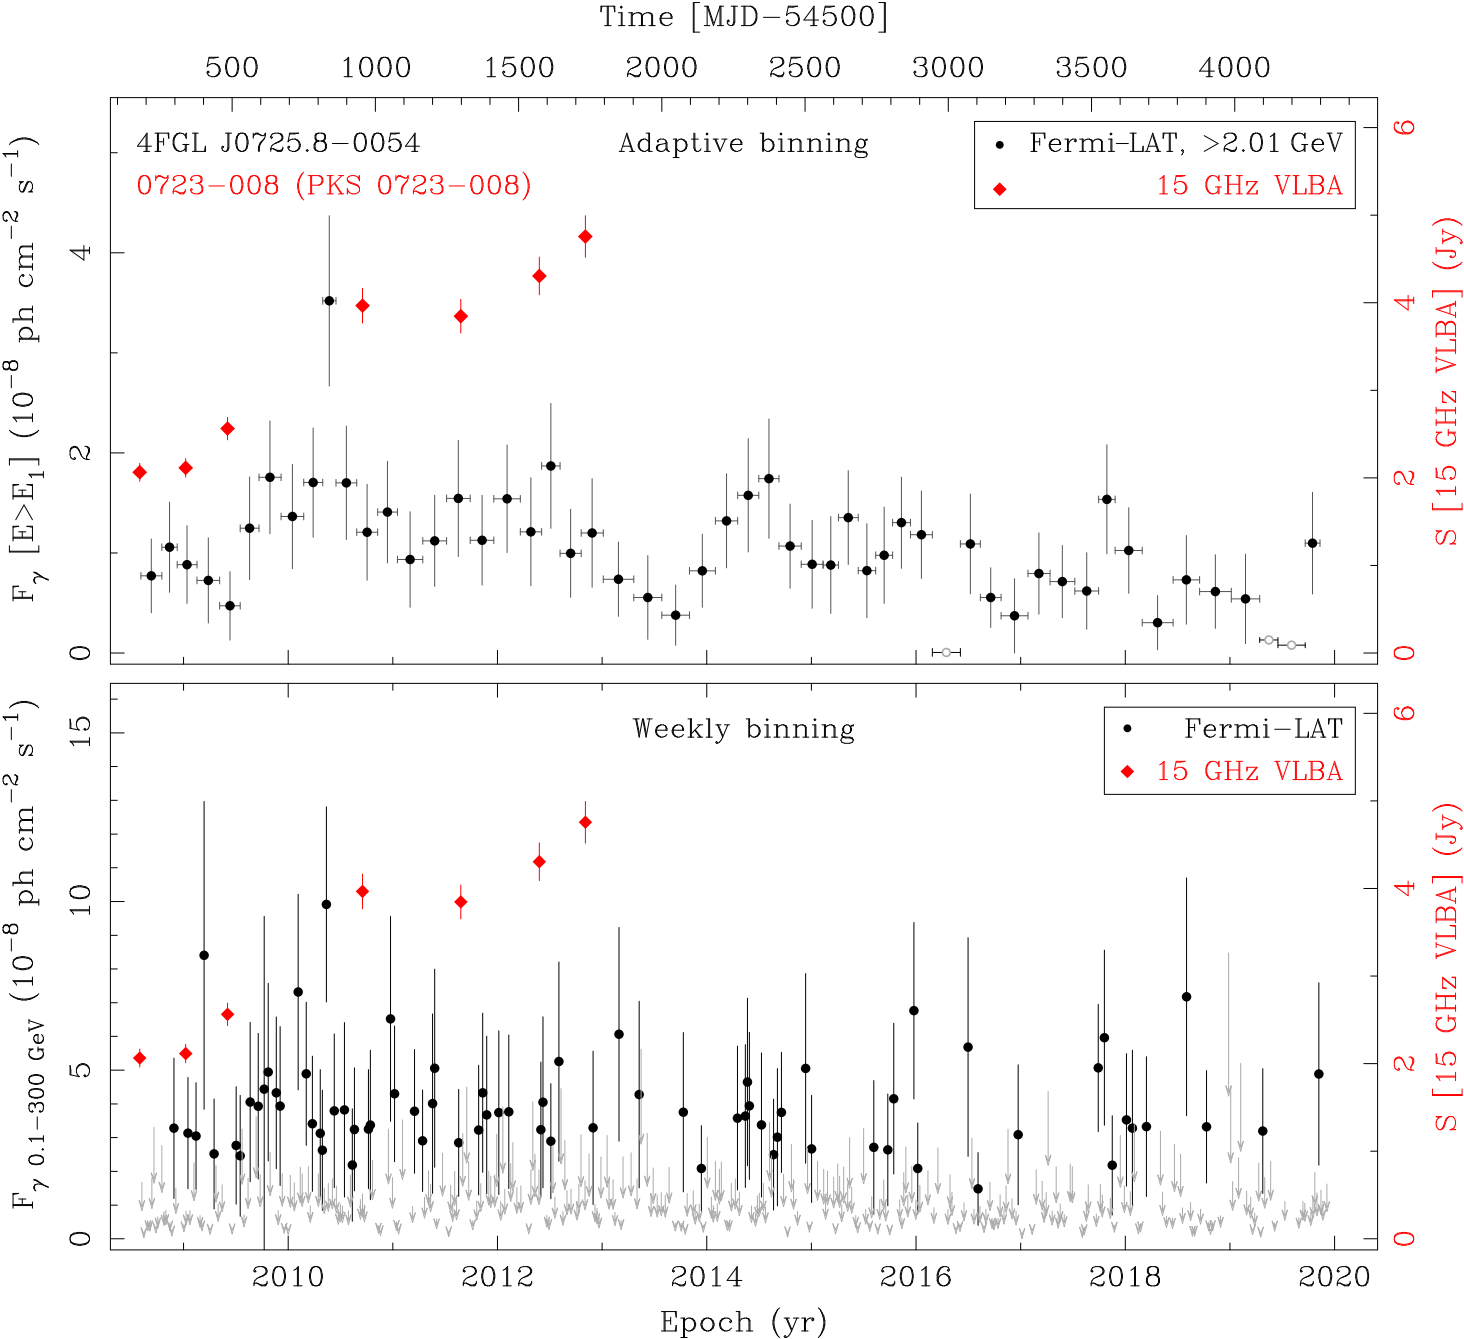 Time [MJD−54500]
500 1000 1500 2000 2500 3000 3500 4000
4FGL J0725.8−0054
Adaptive binning
0723−008 (PKS 0723−008)
Fermi−LAT, >2.01 GeV
15 GHz VLBA
Fγ [E>E1] (10−8 ph cm−2 s−1)
0 2 4
S [15 GHz VLBA] (Jy)
0 2 4 6
Weekly binning
Fermi−LAT
15 GHz VLBA
Fγ 0.1−300 GeV (10−8 ph cm−2 s−1)
0 5 10 15
S [15 GHz VLBA] (Jy)
0 2 4 6
2010 2012 2014 2016 2018 2020
Epoch (yr)